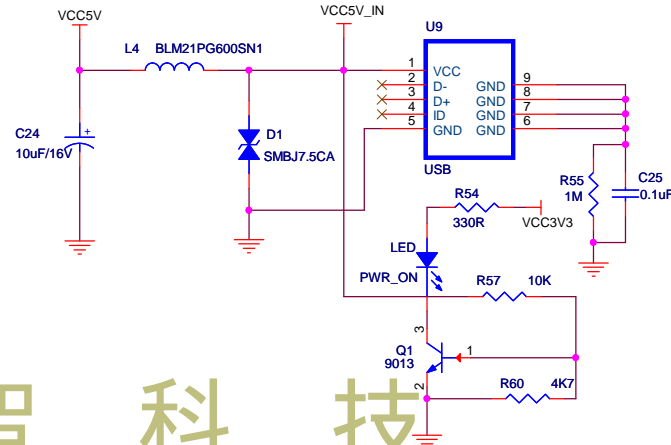 VCC5V
VCC5V_IN
U9
L4 BLM21PG600SN1
1 VCC
2 D-
3 D+
4 ID
5 GND
GND 9
GND 8
GND 7
GND 6
USB
C24
10uF/16V
+
D1
SMBJ7.5CA
R55
1M
C25
0.1uF
R54
330R
VCC3V3
LED
PWR_ON
R57 10K
3
Q1
9013
1
2
R60 4K7
科技